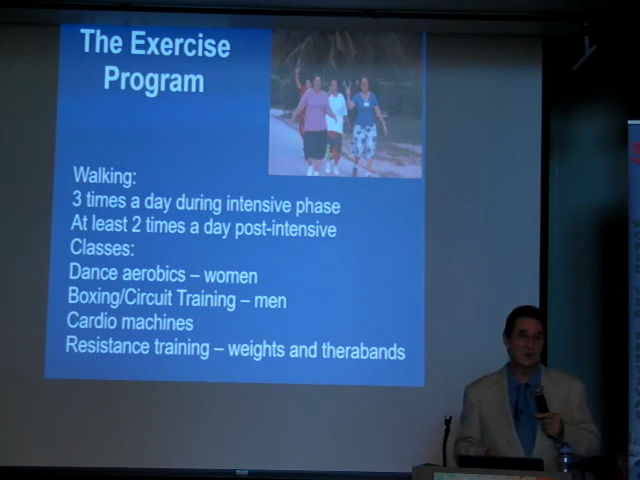 The Exercise
Program
Walking:
3 times a day during intensive phase
At least 2 times a day post-intensive
Classes:
Dance aerobics – women
Boxing/Circuit Training – men
Cardio machines
Resistance training – weights and therabands